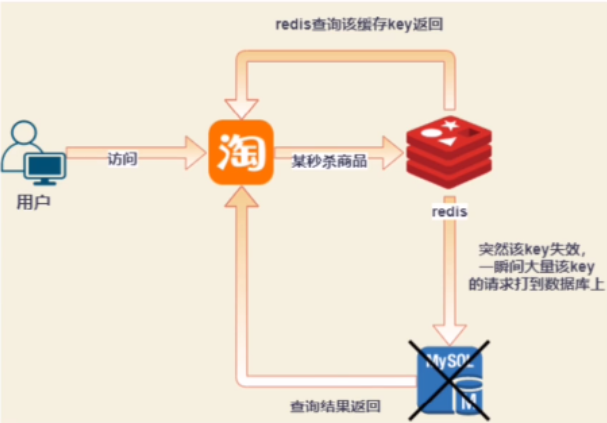 redis查询该缓存key返回
淘
访问
某秒杀商品
用户
redis
突然该key失效，
一瞬间大量该key
的请求打到数据库上
MySQL
M
查询结果返回